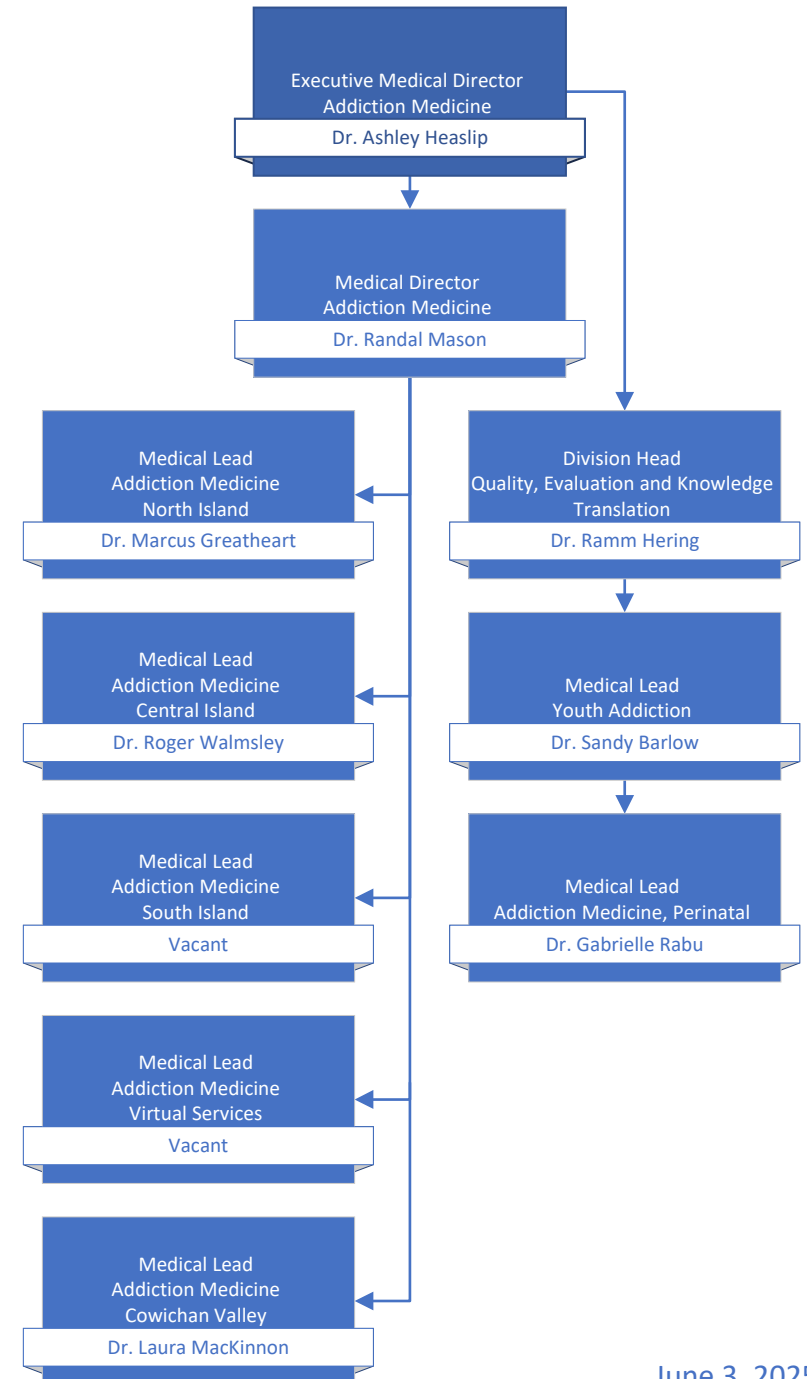 Executive Medical Director
Addiction Medicine
Dr. Ashley Heaslip
Medical Director
Addiction Medicine
Dr. Randal Mason
Medical Lead
Addiction Medicine
North Island
Dr. Marcus Greatheart
Division Head
Quality, Evaluation and Knowledge
Translation
Dr. Ramm Hering
Medical Lead
Addiction Medicine
Central Island
Dr. Roger Walmsley
Medical Lead
Youth Addiction
Dr. Sandy Barlow
Medical Lead
Addiction Medicine
South Island
Vacant
Medical Lead
Addiction Medicine, Perinatal
Dr. Gabrielle Rabu
Medical Lead
Addiction Medicine
Virtual Services
Vacant
Medical Lead
Addiction Medicine
Cowichan Valley
Dr. Laura MacKinnon
June 3, 2025